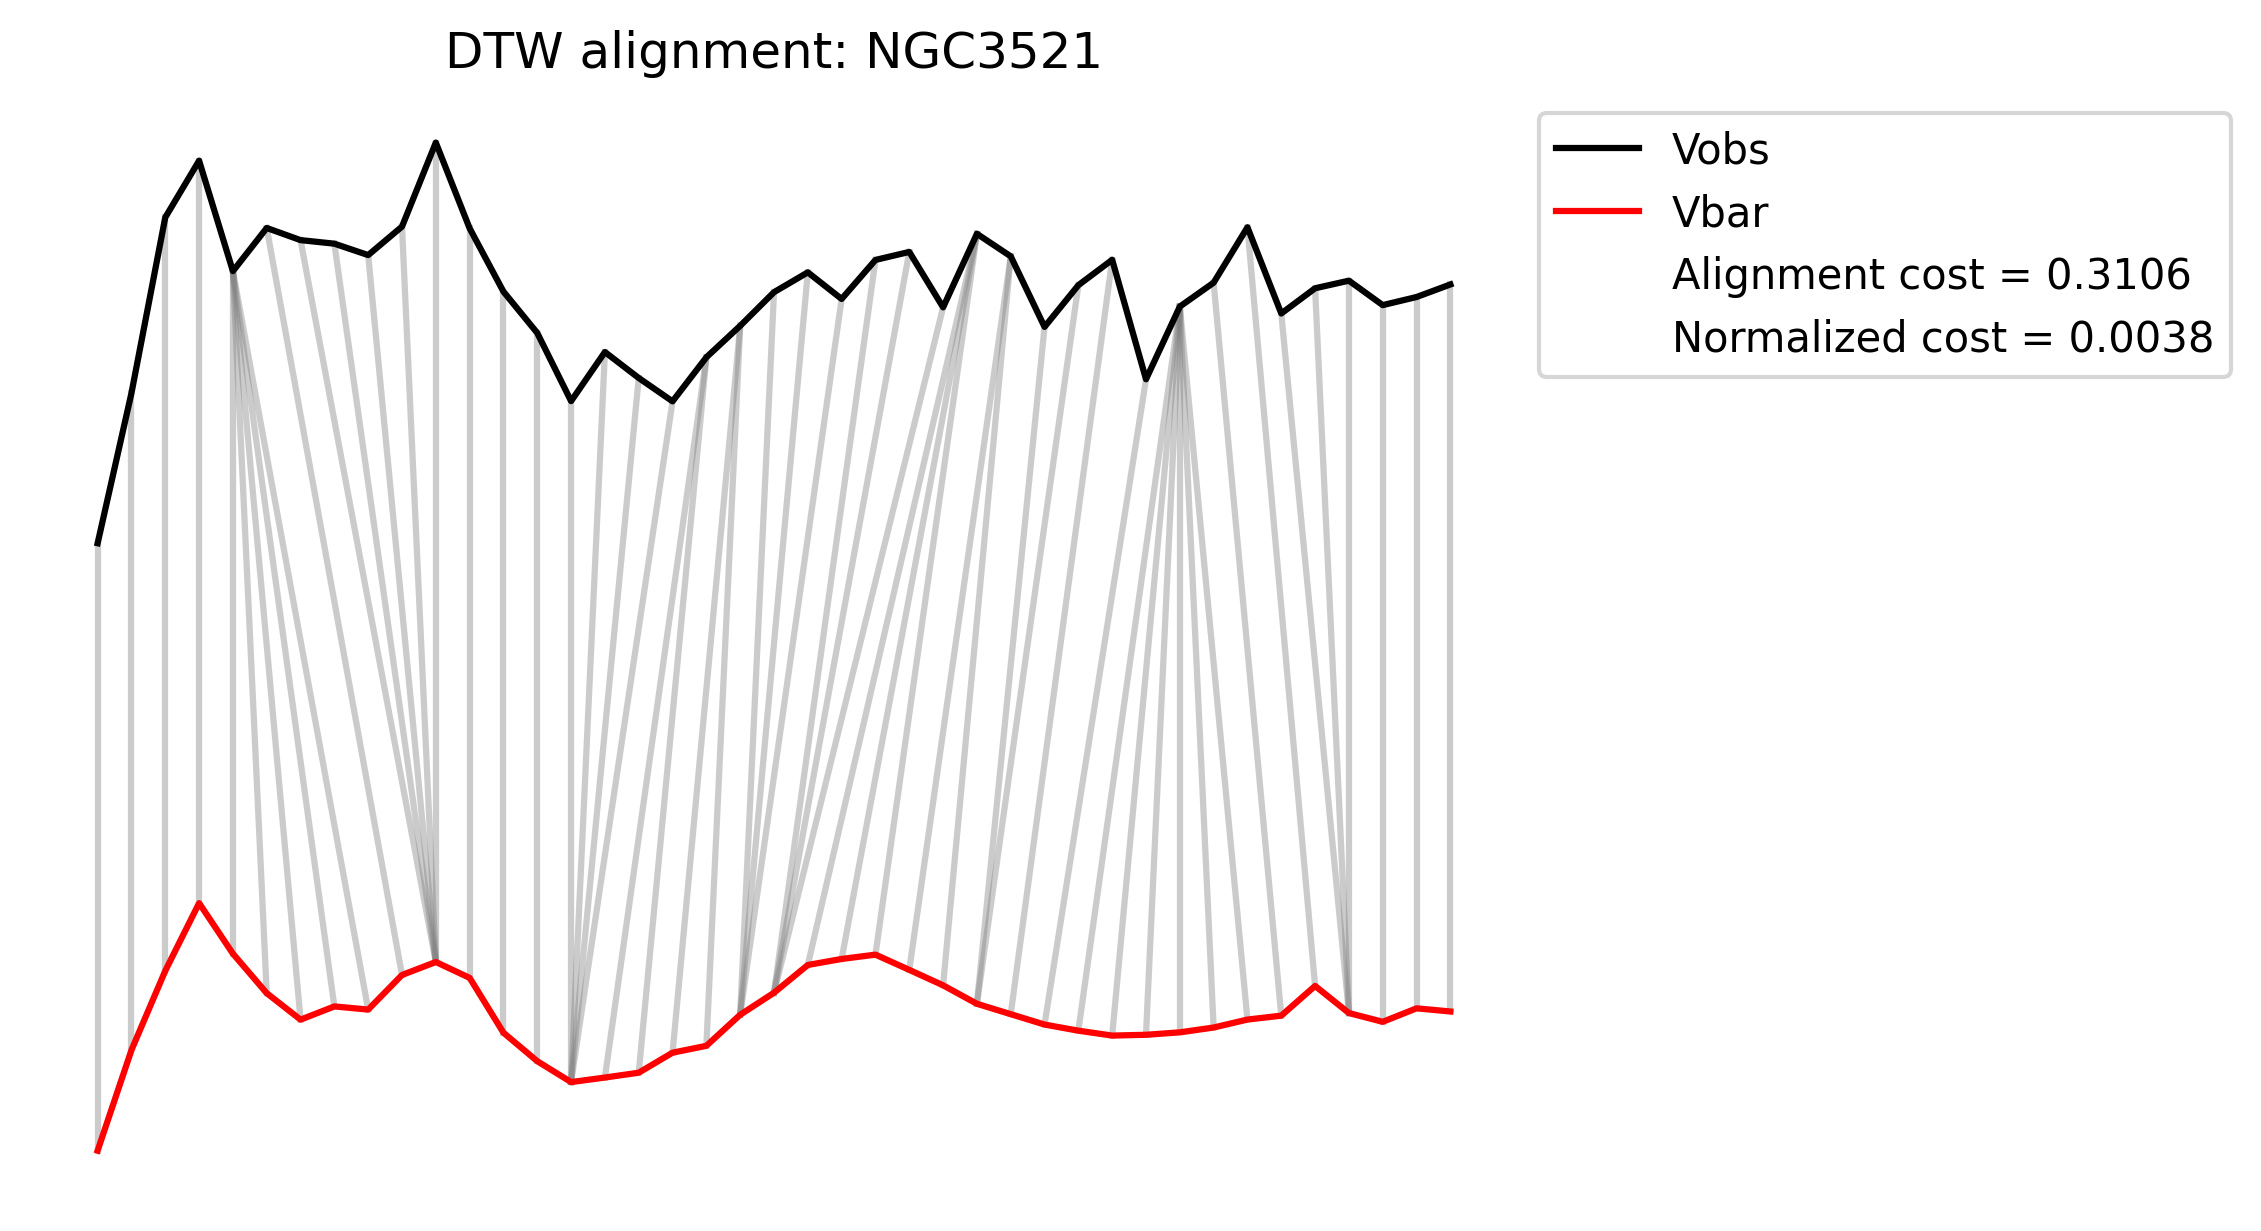 DTW alignment: NGC3521
Vobs
Vbar
Alignment cost = 0.3106
Normalized cost = 0.0038